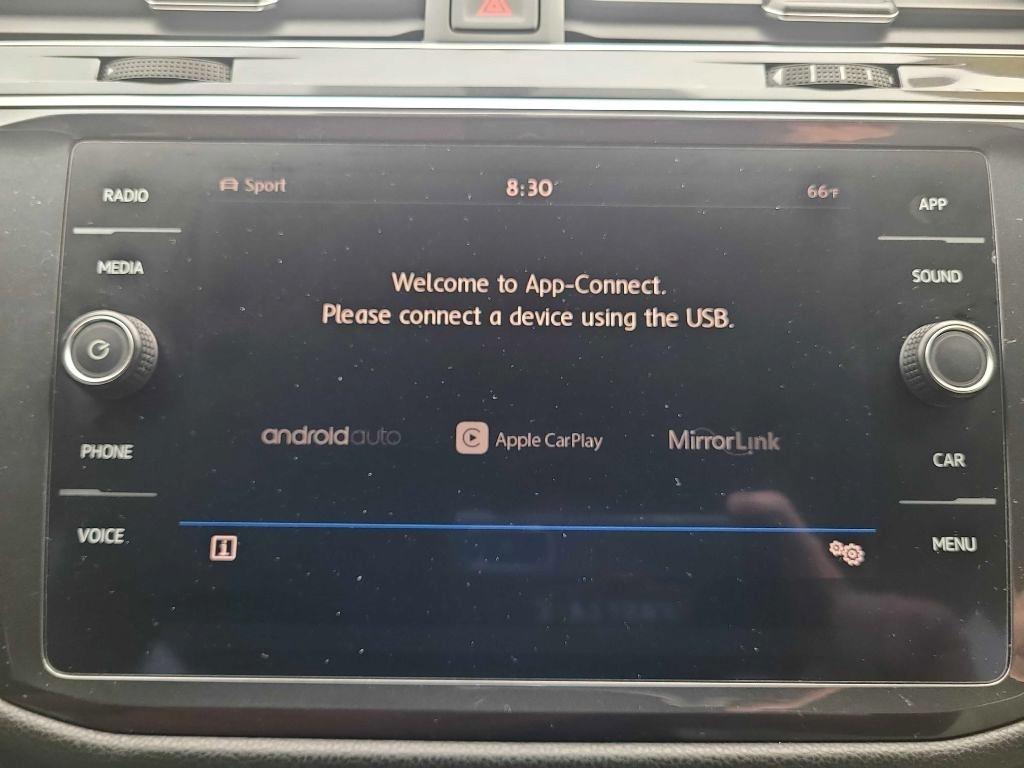 RADIO
MEDIA
PHONE
VOICE
Sport 8:30 66°F
Welcome to App-Connect.
Please connect a device using the USB.
androidauto Apple CarPlay MirrorLink
i
APP
SOUND
CAR
MENU